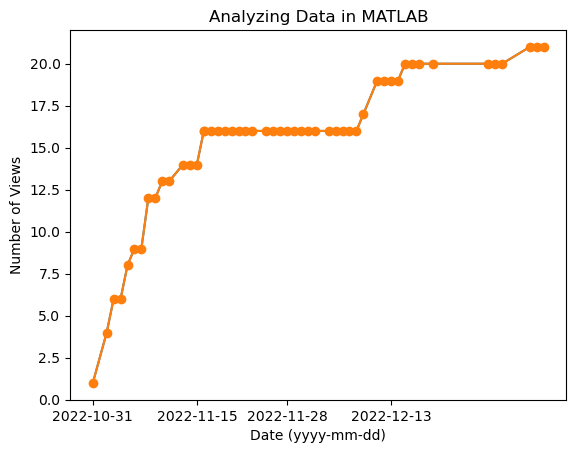 Analyzing Data in MATLAB
Number of Views
20.0
17.5
15.0
12.5
10.0
7.5
5.0
2.5
0.0
2022-10-31 2022-11-15 2022-11-28 2022-12-13
Date (yyyy-mm-dd)